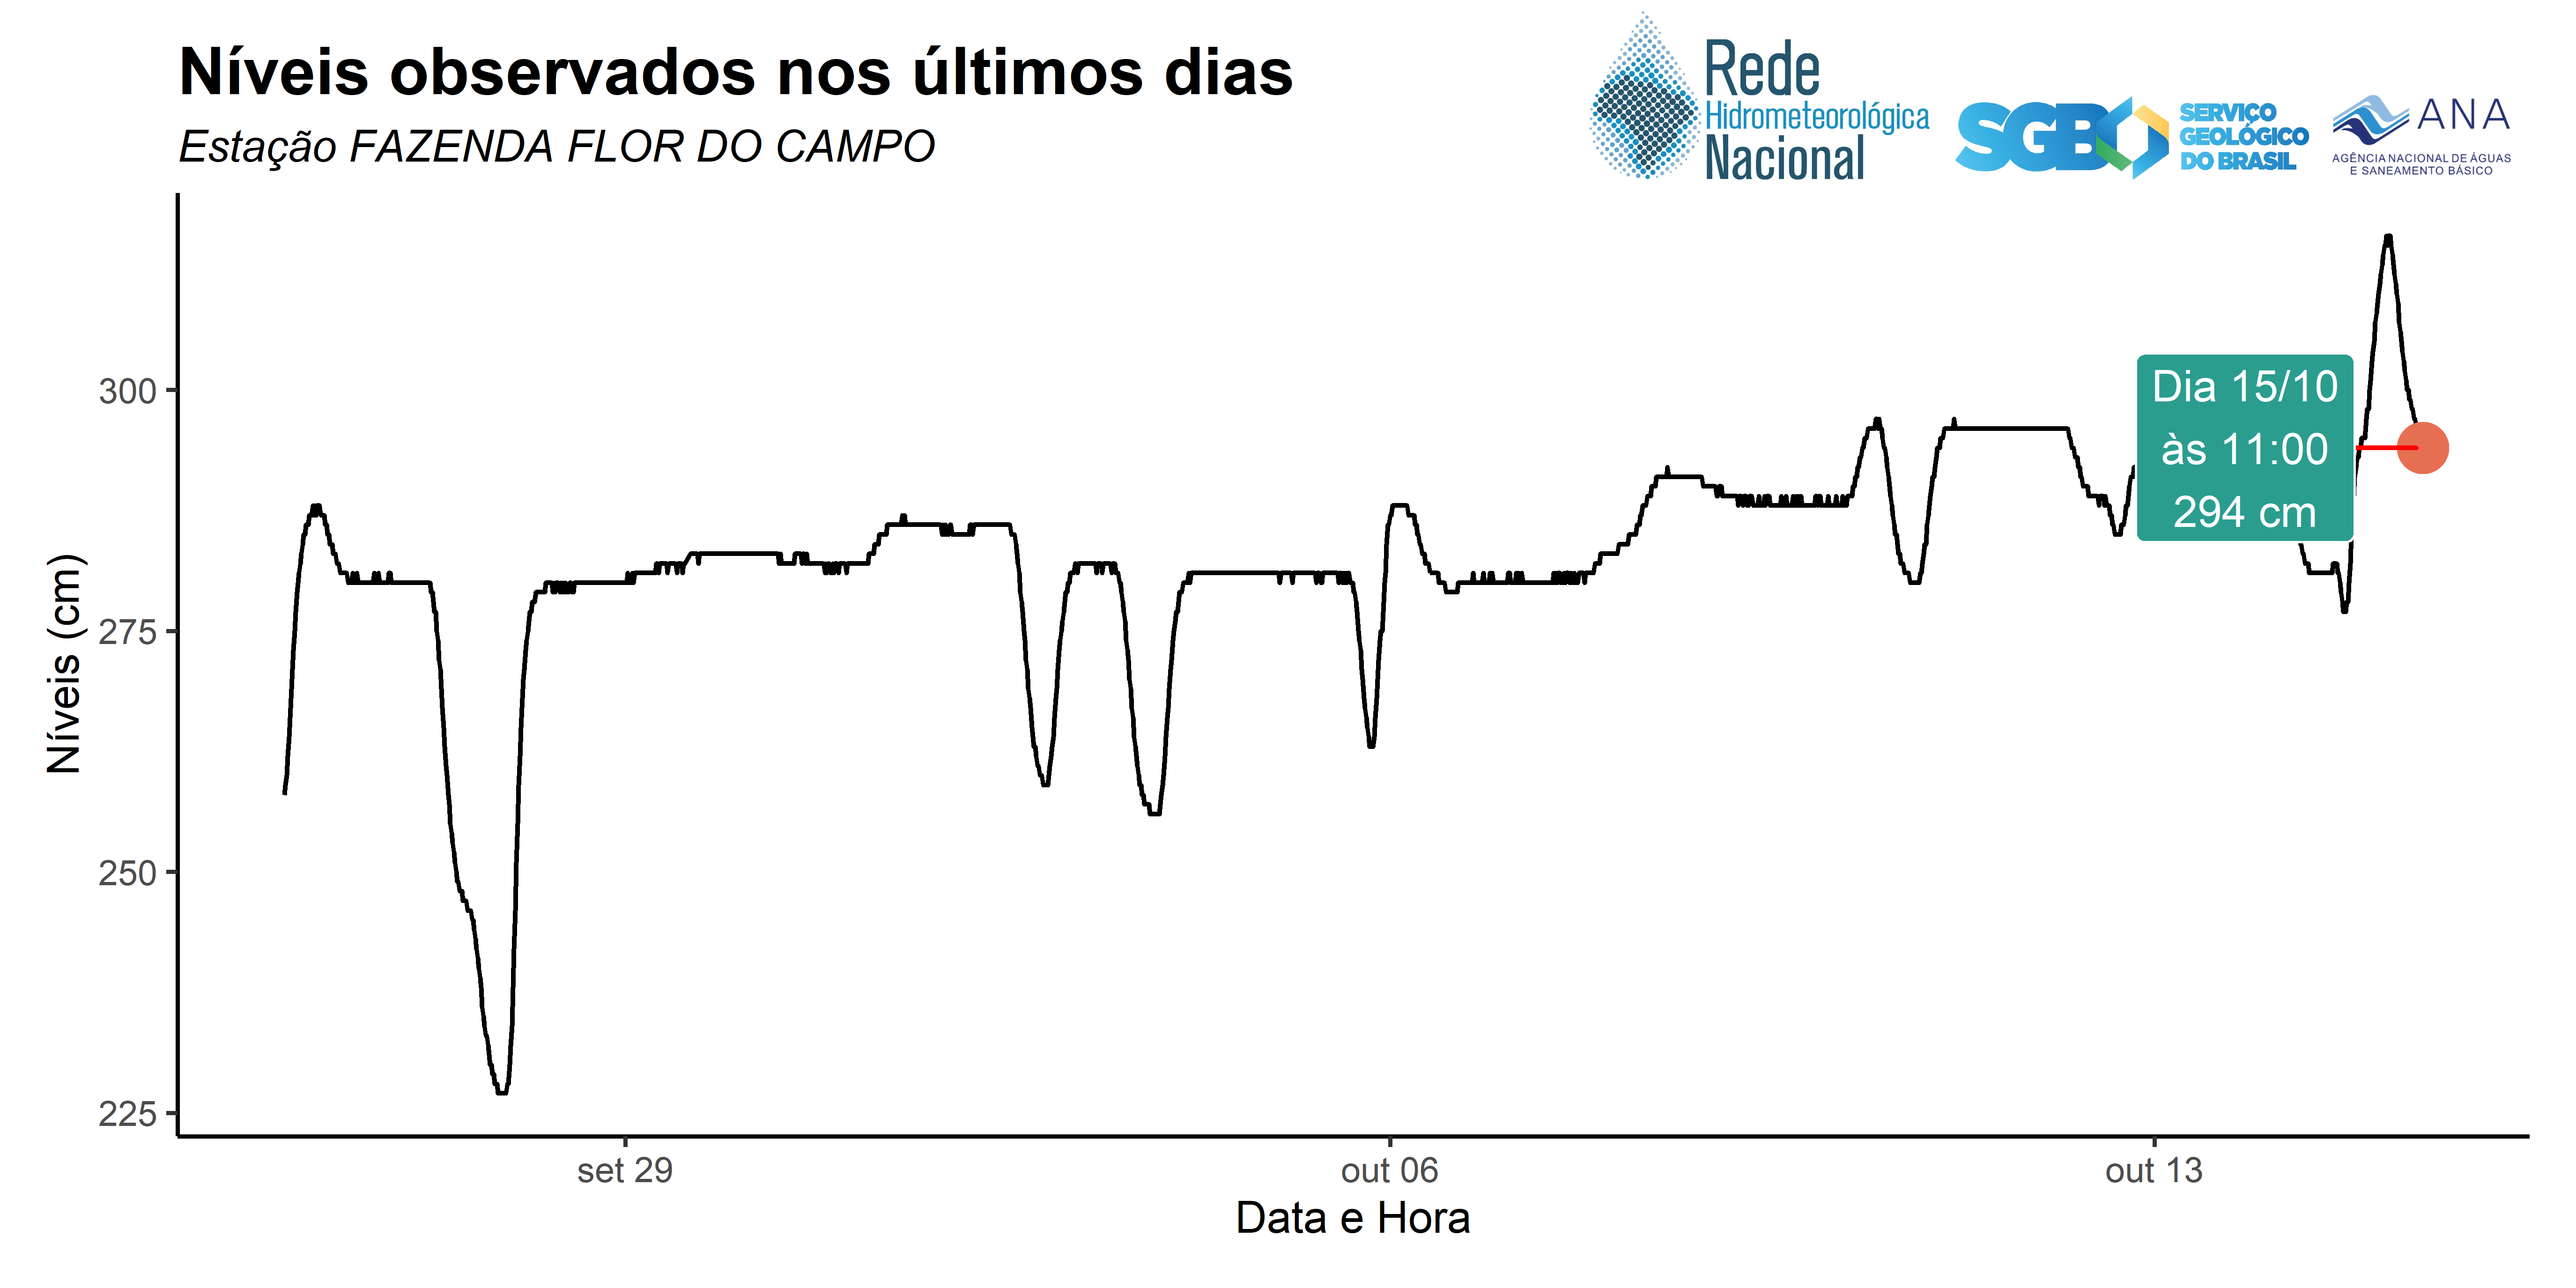 Níveis observados nos últimos dias
Estação FAZENDA FLOR DO CAMPO
Rede
Hidrometeorológica
Nacional
SGB
SERVIÇO
GEOLÓGICO
DO BRASIL
ANA
AGÊNCIA NACIONAL DE ÁGUAS
E SANEAMENTO BÁSICO
Níveis (cm)
300
275
250
225
Dia 15/10
às 11:00
294 cm
set 29
out 06
out 13
Data e Hora